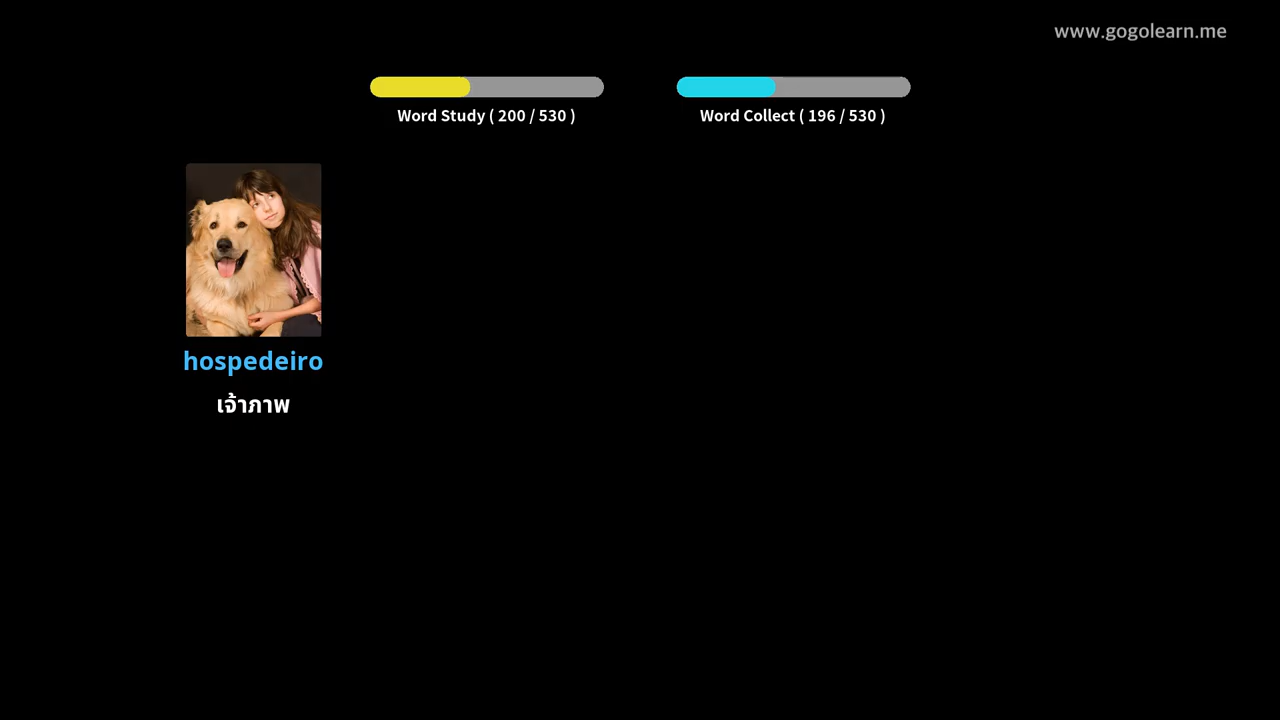 www.gogolearn.me
Word Study ( 200 / 530 )
Word Collect ( 196 / 530 )
hospedeiro
เจ้าภาพ